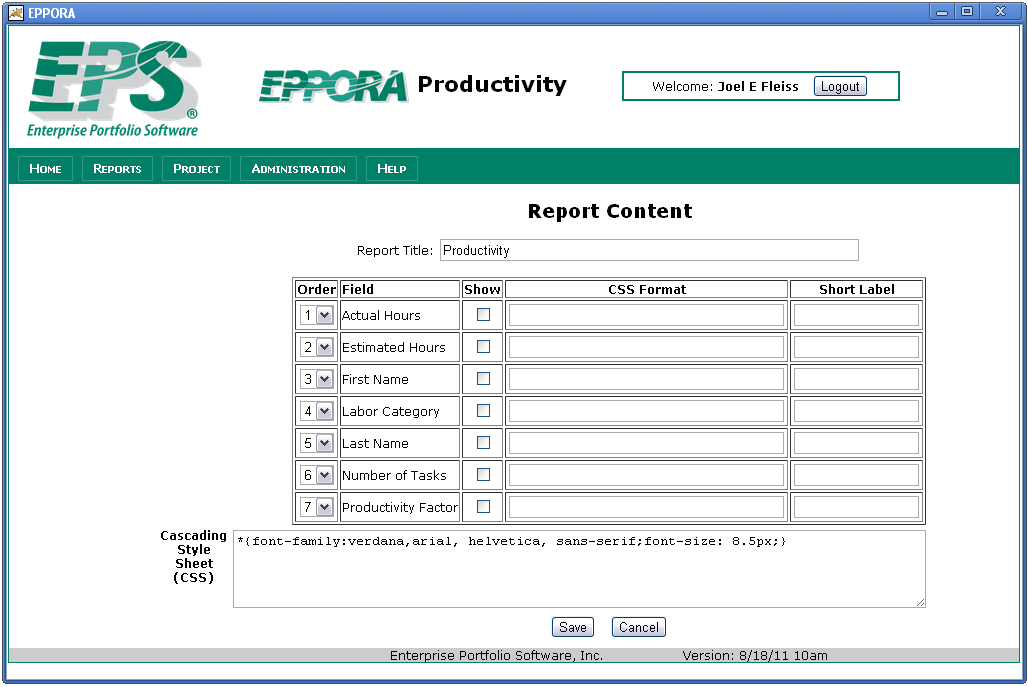 EPPORA
EPS®
Enterprise Portfolio Software
EPPORA Productivity
Welcome: Joel E Fleiss Logout
Home Reports Project Administration Help
Report Content
Report Title: Productivity
Order Field Show CSS Format Short Label
1 Actual Hours
2 Estimated Hours
3 First Name
4 Labor Category
5 Last Name
6 Number of Tasks
7 Productivity Factor
Cascading
Style
Sheet
(CSS)
*{font-family:verdana,arial, helvetica, sans-serif;font-size: 8.5px;}
Save Cancel
Enterprise Portfolio Software, Inc. Version: 8/18/11 10am